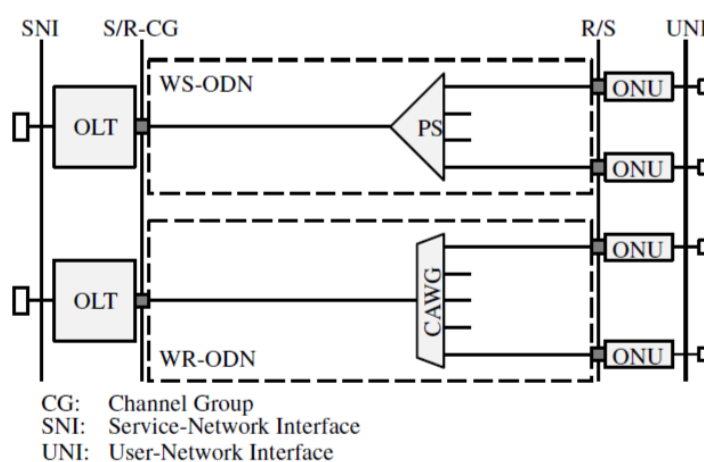 SNI S/R-CG R/S UNI
WS-ODN
OLT
PS
ONU
ONU
ONU
OLT
CAWG
WR-ODN
ONU
CG: Channel Group
SNI: Service-Network Interface
UNI: User-Network Interface